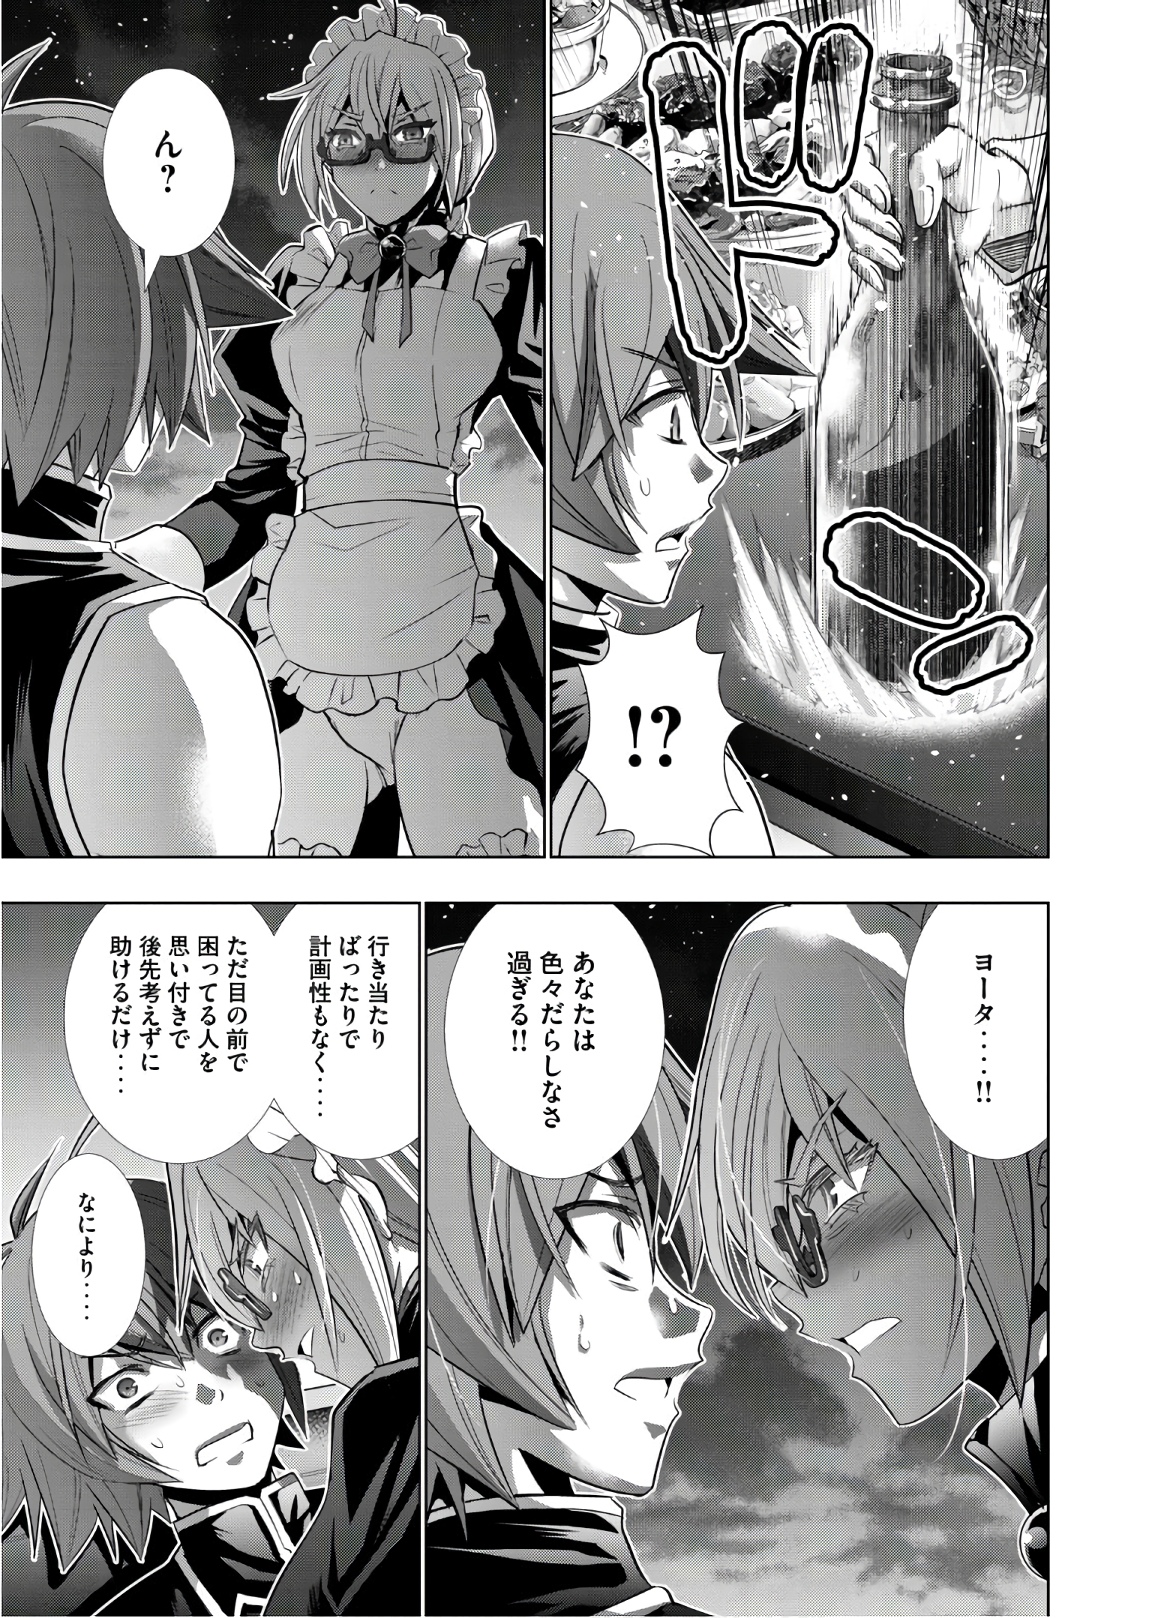 ドン
!?
ん?
ヨータ‥‥!!
あなたは
色々だらしなさ
過ぎる!!
行き当たり
ばったりで
計画性もなく‥‥
ただ目の前で
困ってる人を
思い付きで
後先考えずに
助けるだけ‥‥
なにより‥‥